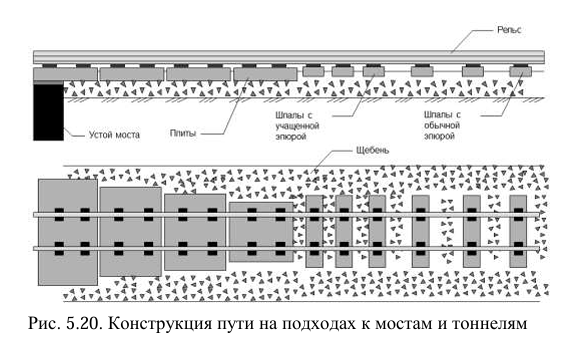 Рельс
Устой моста
Плиты
Шпалы с
учащенной
эпюрой
Шпалы с
обычной
эпюрой
Щебень
Рис. 5.20. Конструкция пути на подходах к мостам и тоннелям